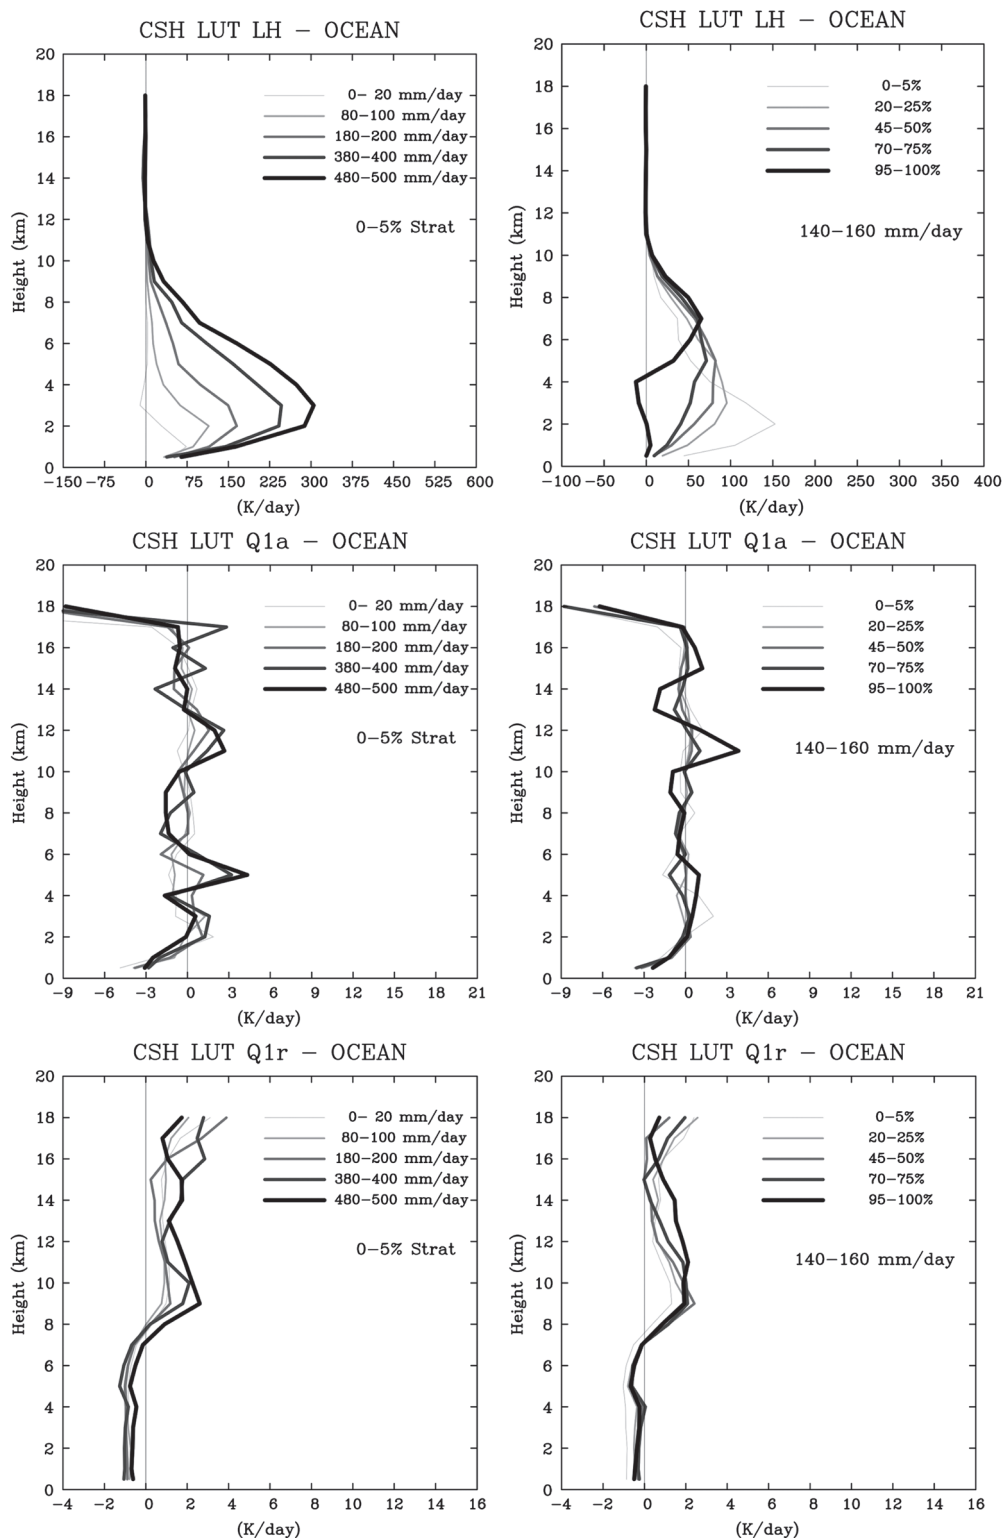 CSH LUT LH − OCEAN
20
18
16
14
12
10
8
6
4
2
0
Height (km)
0− 20 mm/day
80−100 mm/day
180−200 mm/day
380−400 mm/day
480−500 mm/day
0−5% Strat
−150 −75 0 75 150 225 300 375 450 525 600
(K/day)
CSH LUT LH − OCEAN
20
18
16
14
12
10
8
6
4
2
0
Height (km)
0−5%
20−25%
45−50%
70−75%
95−100%
140−160 mm/day
−100 −50 0 50 100 150 200 250 300 350 400
(K/day)
CSH LUT Q1a − OCEAN
20
18
16
14
12
10
8
6
4
2
0
Height (km)
0− 20 mm/day
80−100 mm/day
180−200 mm/day
380−400 mm/day
480−500 mm/day
0−5% Strat
−9 −6 −3 0 3 6 9 12 15 18 21
(K/day)
CSH LUT Q1a − OCEAN
20
18
16
14
12
10
8
6
4
2
0
Height (km)
0−5%
20−25%
45−50%
70−75%
95−100%
140−160 mm/day
−9 −6 −3 0 3 6 9 12 15 18 21
(K/day)
CSH LUT Q1r − OCEAN
20
18
16
14
12
10
8
6
4
2
0
Height (km)
0− 20 mm/day
80−100 mm/day
180−200 mm/day
380−400 mm/day
480−500 mm/day
0−5% Strat
−4 −2 0 2 4 6 8 10 12 14 16
(K/day)
CSH LUT Q1r − OCEAN
20
18
16
14
12
10
8
6
4
2
0
Height (km)
0−5%
20−25%
45−50%
70−75%
95−100%
140−160 mm/day
−4 −2 0 2 4 6 8 10 12 14 16
(K/day)